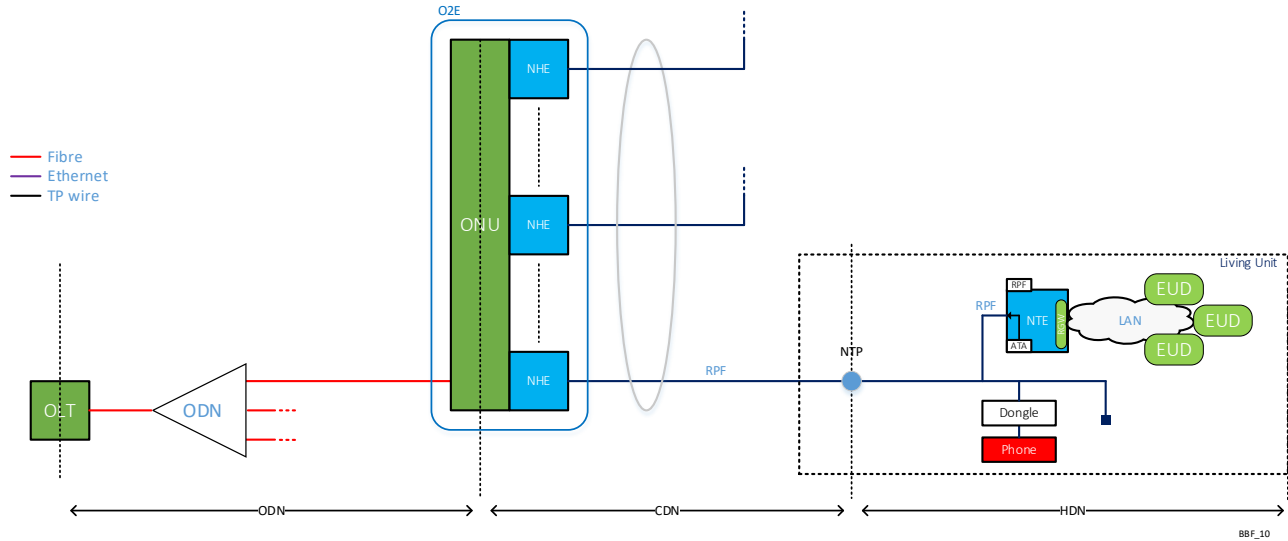 O2E
NHE
Fibre
Ethernet
TP wire
ONU
NHE
Living Unit
RPF
EUD
RPF
NTE
RGW
LAN
EUD
ATA
EUD
NTP
NHE
RPF
OLT
ODN
Dongle
Phone
ODN
CDN
HDN
BBF_10